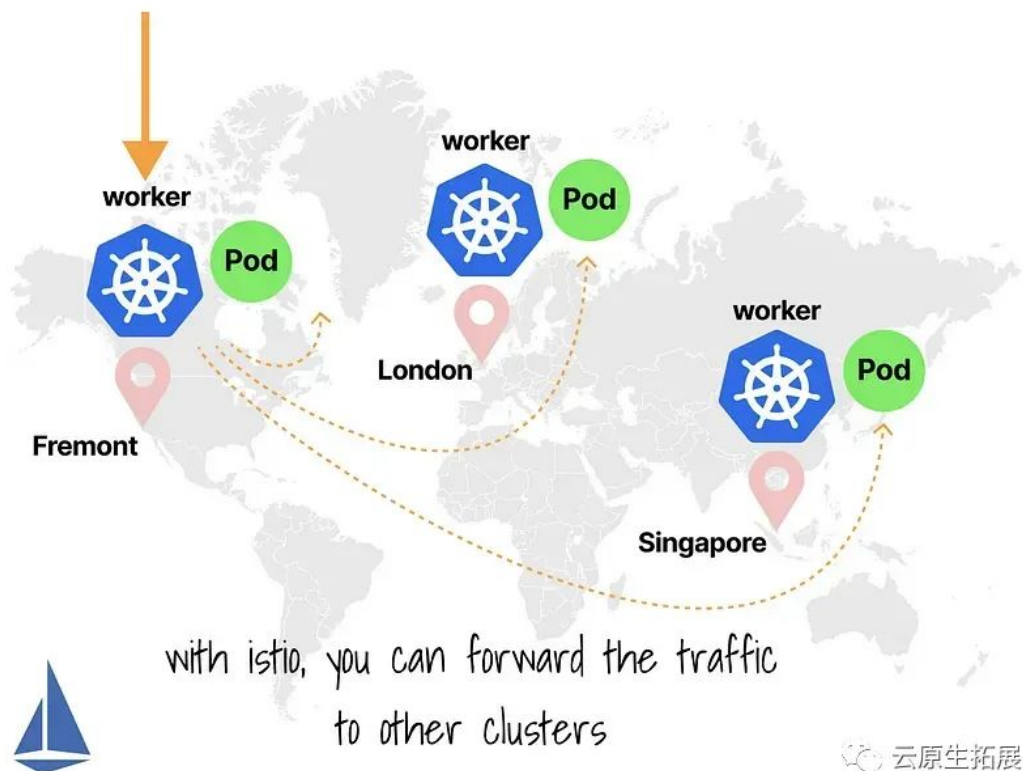 worker
Pod
worker
Pod
worker
Pod
London
Fremont
Singapore
with istio, you can forward the traffic
to other clusters
云原生拓展